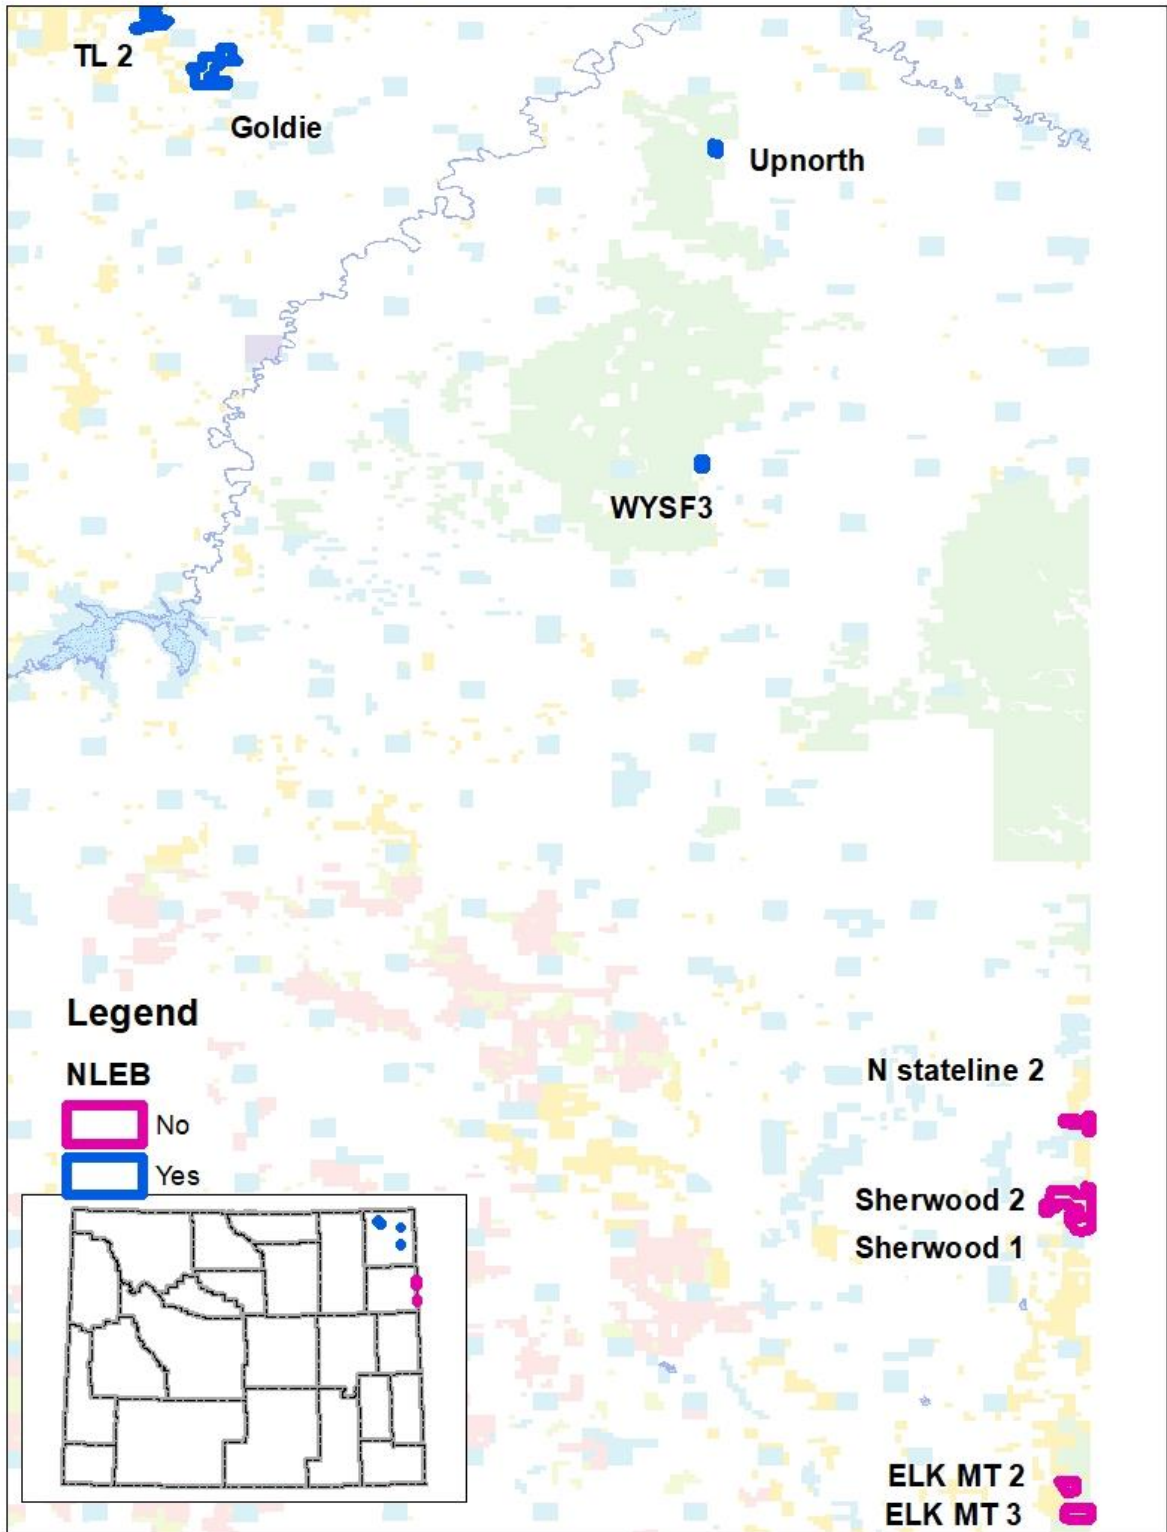 TL 2
Goldie
Upnorth
WYSF3
Legend
NLEB
No
Yes
N stateline 2
Sherwood 2
Sherwood 1
ELK MT 2
ELK MT 3